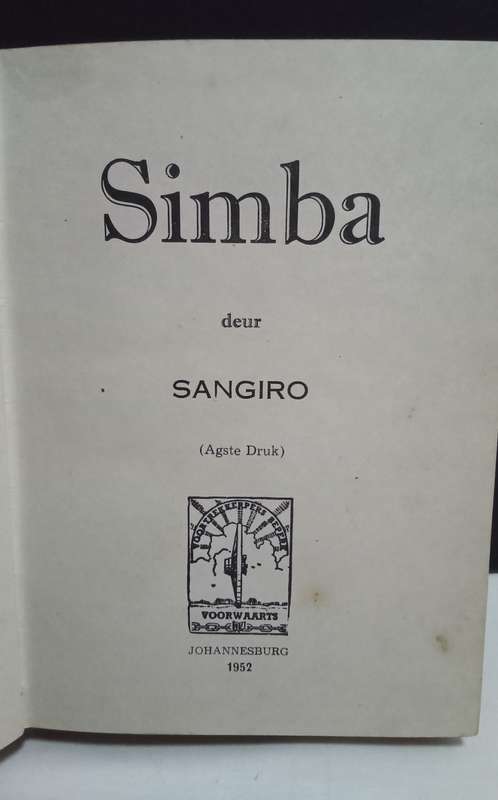 Simba
deur
SANGIRO
(Agste Druk)
VOORTREKKERPERS BEPERK
VOORWAARTS
JOHANNESBURG
1952